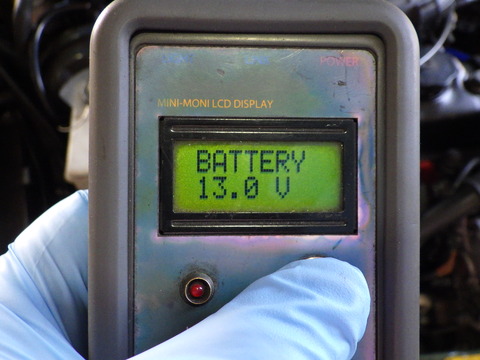 POWER
MINI-MONI LCD DISPLAY
BATTERY
13.0 V